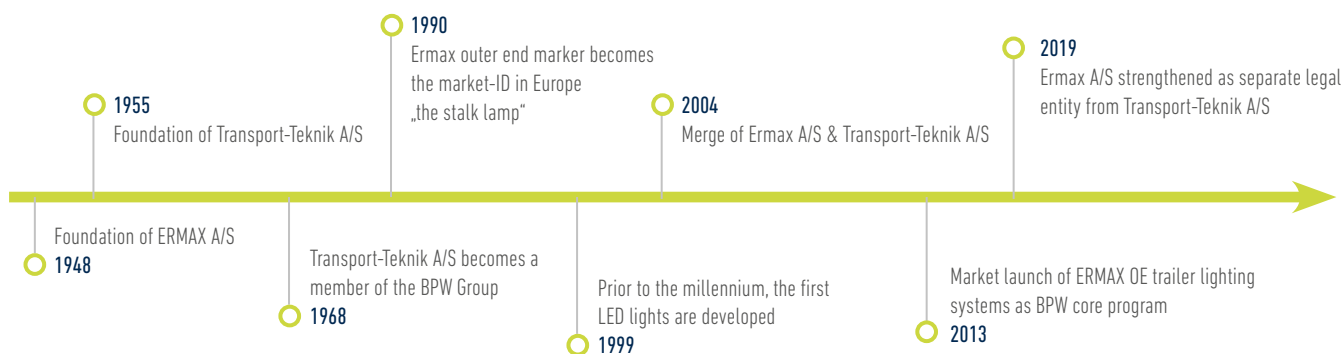 1990
Ermax outer end marker becomes
the market-ID in Europe
„the stalk lamp“
2019
Ermax A/S strengthened as separate legal
entity from Transport-Teknik A/S
1955
Foundation of Transport-Teknik A/S
2004
Merge of Ermax A/S & Transport-Teknik A/S
Foundation of ERMAX A/S
1948
Transport-Teknik A/S becomes a
member of the BPW Group
1968
Prior to the millennium, the first
LED lights are developed
1999
Market launch of ERMAX OE trailer lighting
systems as BPW core program
2013